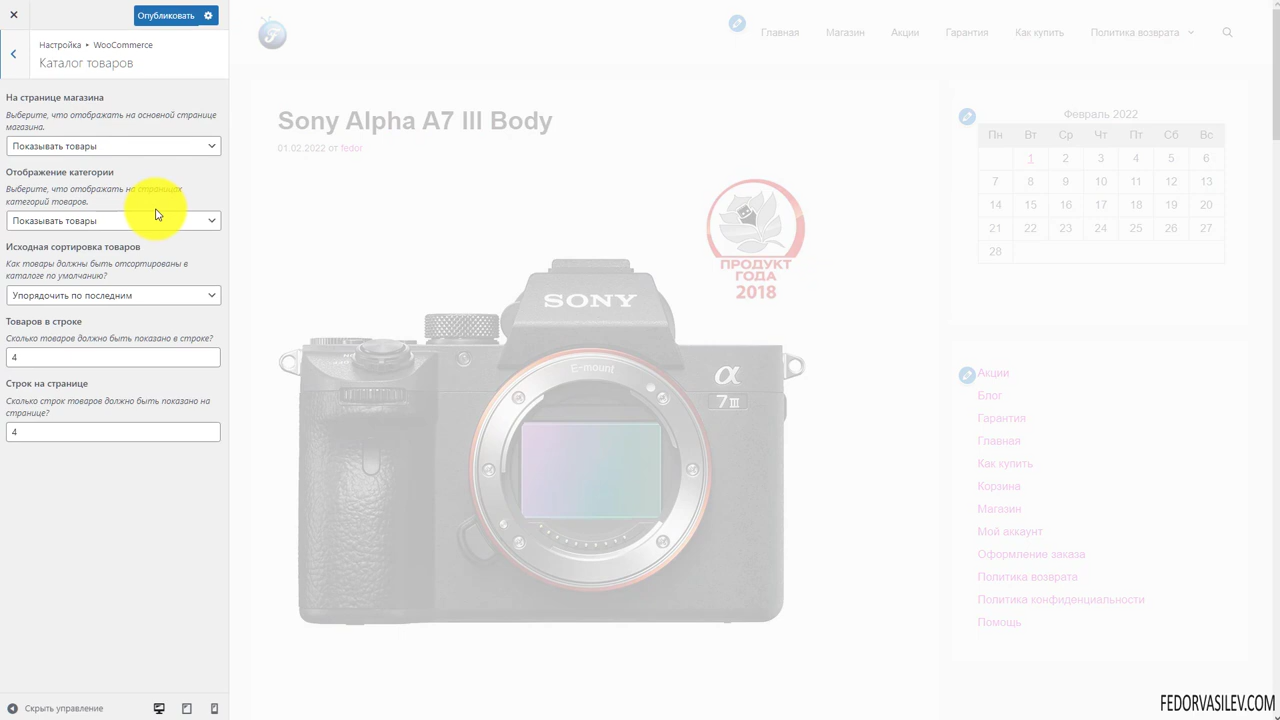 Опубликовать
Настройка ▸ WooCommerce
Каталог товаров
На странице магазина
Выберите, что отображать на основной странице
магазина.
Показывать товары
Отображение категории
Выберите, что отображать на страницах
категорий товаров.
Показывать товары
Исходная сортировка товаров
Как товары должны быть отсортированы в
каталоге по умолчанию?
Упорядочить по последним
Товаров в строке
Сколько товаров должно быть показано в строке?
4
Строк на странице
Сколько строк товаров должно быть показано на
странице?
4
Скрыть управление
Главная Магазин Акции Гарантия Как купить Политика возврата
Sony Alpha A7 III Body
01.02.2022 от fedor
ПРОДУКТ
ГОДА
2018
SONY
E-mount
α
7III
Февраль 2022
Пн Вт Ср Чт Пт Сб Вс
1 2 3 4 5 6
7 8 9 10 11 12 13
14 15 16 17 18 19 20
21 22 23 24 25 26 27
28
Акции
Блог
Гарантия
Главная
Как купить
Корзина
Магазин
Мой аккаунт
Оформление заказа
Политика возврата
Политика конфиденциальности
Помощь
FEDORVASILEV.COM